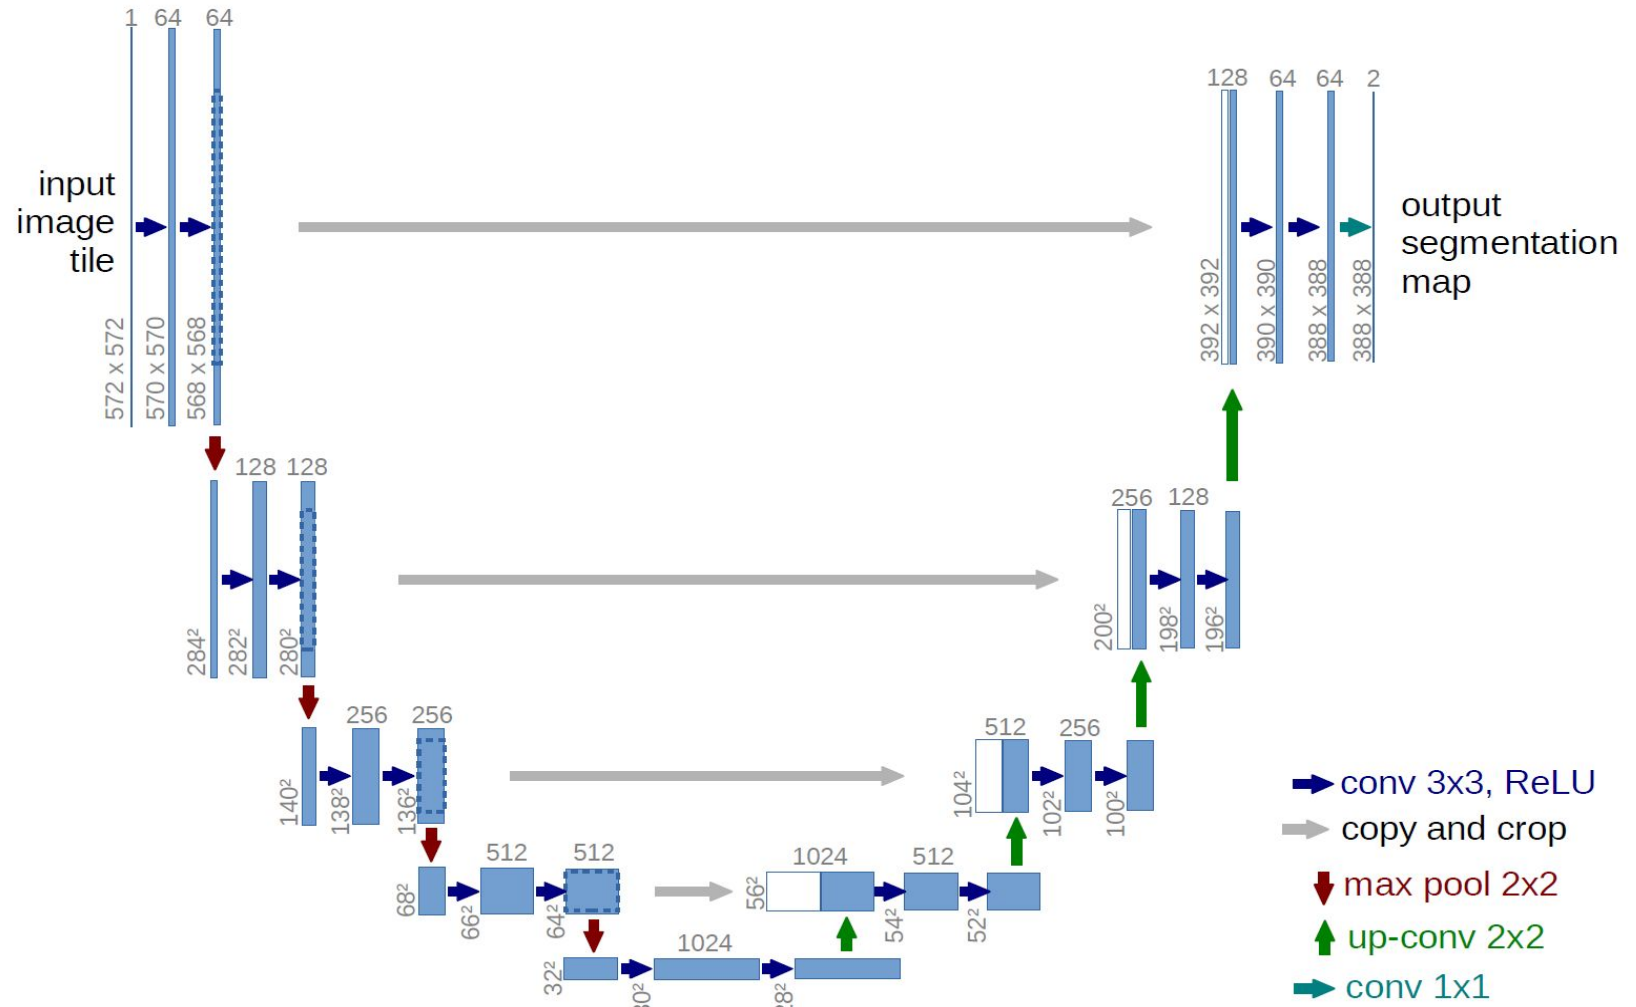 1 64 64
input
image
tile
572 x 572
570 x 570
568 x 568
128 64 64 2
output
segmentation
map
392 x 392
390 x 390
388 x 388
388 x 388
128 128
284²
282²
280²
256 128
200²
198²
196²
256 256
140²
138²
136²
512 256
104²
102²
100²
512 512
68²
66²
64²
1024 512
56²
54²
52²
1024
32²
conv 3x3, ReLU
copy and crop
max pool 2x2
up-conv 2x2
conv 1x1